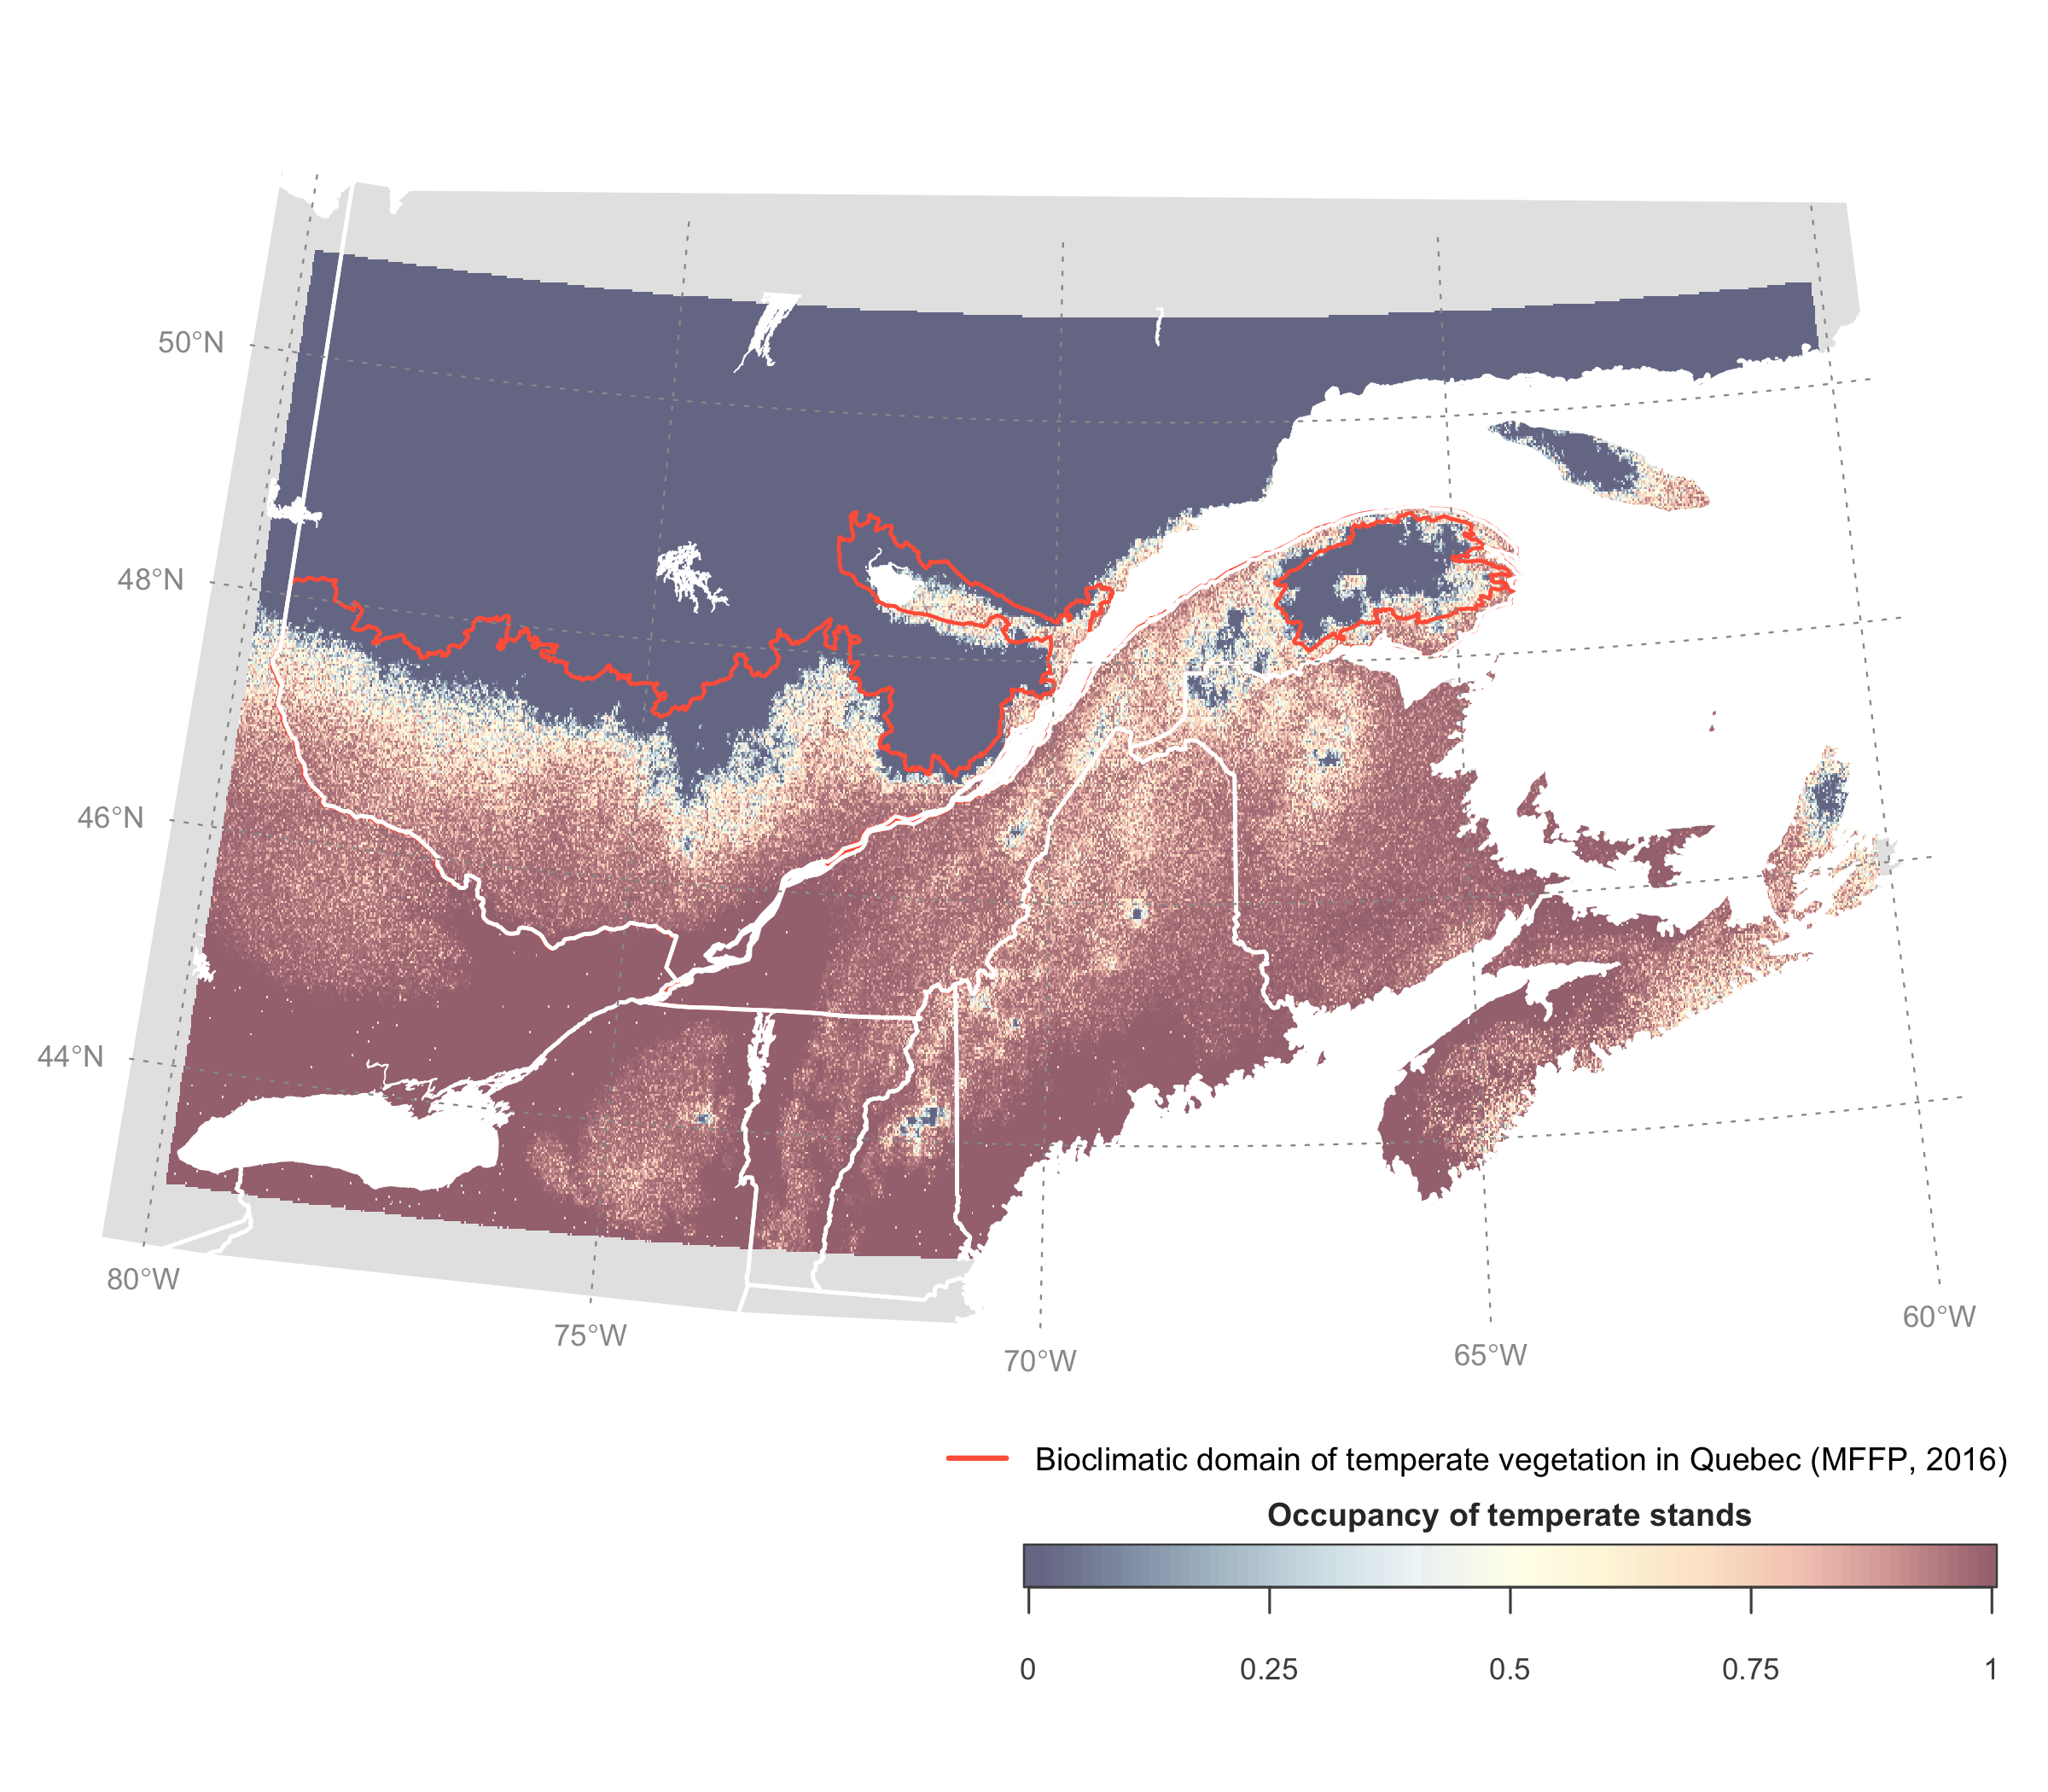 50°N
48°N
46°N
44°N
80°W
75°W
70°W
65°W
60°W
Bioclimatic domain of temperate vegetation in Quebec (MFFP, 2016)
Occupancy of temperate stands
0 0.25 0.5 0.75 1